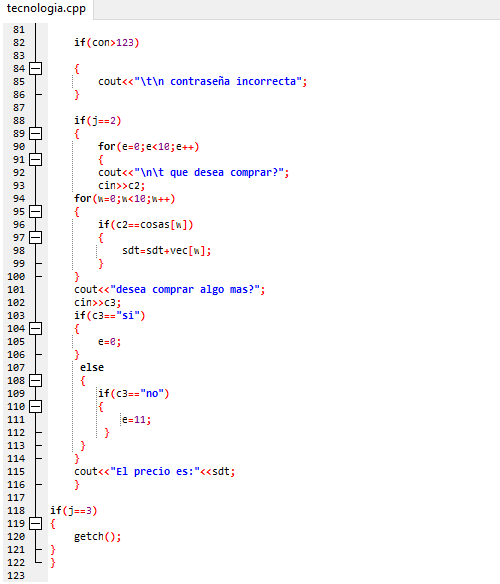 tecnologia.cpp
81
82 if(con>123)
83
84 {
85 cout<<"\t\n contraseña incorrecta";
86 }
87
88 if(j==2)
89 {
90 for(e=0;e<10;e++)
91 {
92 cout<<"\n\t que desea comprar?";
93 cin>>c2;
94 for(w=0;w<10;w++)
95 {
96 if(c2==cosas[w])
97 {
98 sdt=sdt+vec[w];
99 }
100 }
101 cout<<"desea comprar algo mas?";
102 cin>>c3;
103 if(c3=="si")
104 {
105 e=0;
106 }
107 else
108 {
109 if(c3=="no")
110 {
111 e=11;
112 }
113 }
114 }
115 cout<<"El precio es:"<<sdt;
116 }
117
118 if(j==3)
119 {
120 getch();
121 }
122 }
123